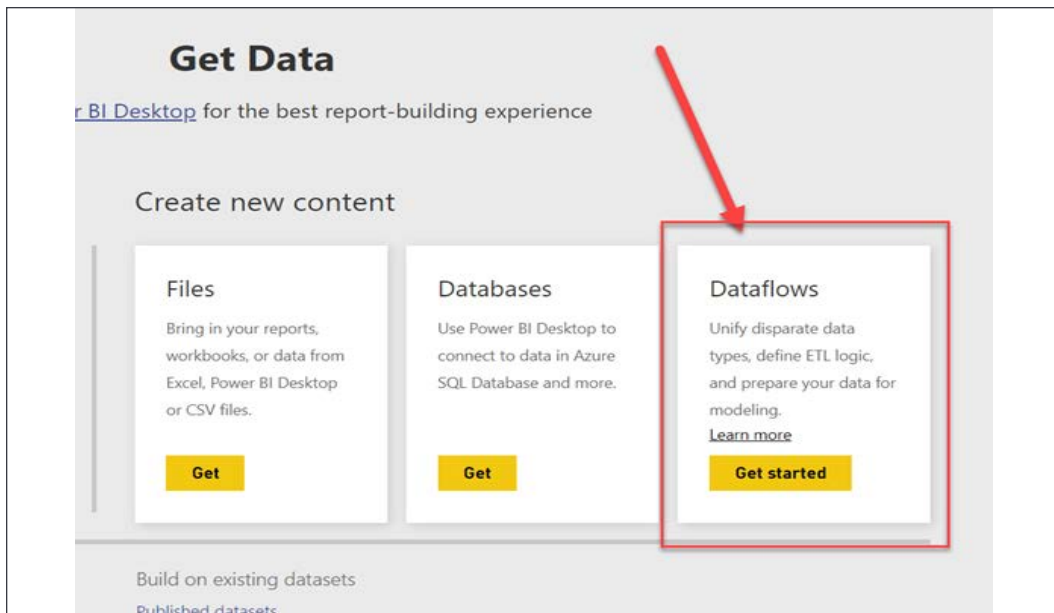 Get Data
r BI Desktop for the best report-building experience
Create new content
Files
Bring in your reports,
workbooks, or data from
Excel, Power BI Desktop
or CSV files.
Get
Databases
Use Power BI Desktop to
connect to data in Azure
SQL Database and more.
Get
Dataflows
Unify disparate data
types, define ETL logic,
and prepare your data for
modeling.
Learn more
Get started
Build on existing datasets
Published datasets